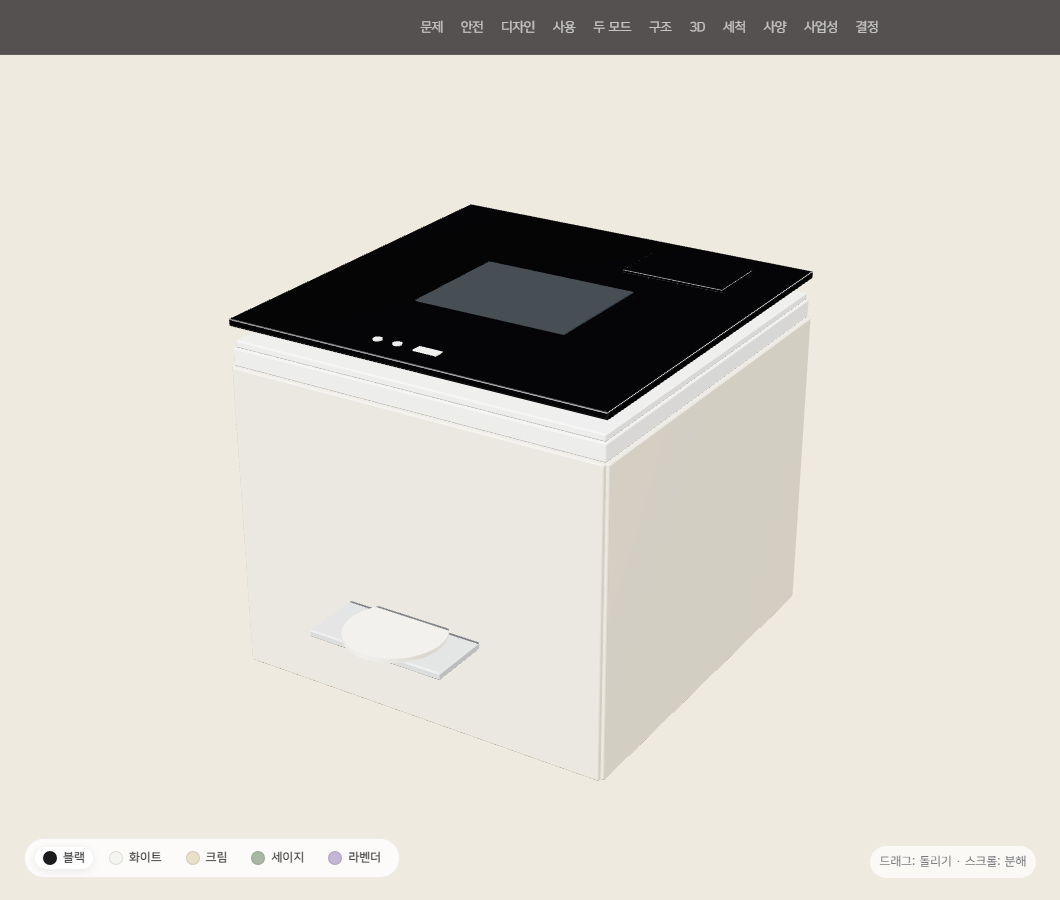 문제 안전 디자인 사용 두 모드 구조 3D 세척 사양 사업성 결정
블랙 화이트 크림 세이지 라벤더
드래그: 돌리기 · 스크롤: 분해